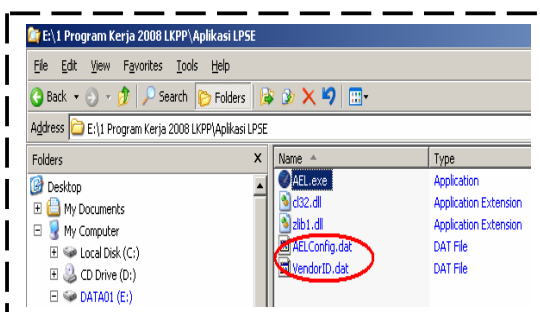 E:\1 Program Kerja 2008 LKPP\Aplikasi LPSE
File Edit View Favorites Tools Help
Back Search Folders
Address E:\1 Program Kerja 2008 LKPP\Aplikasi LPSE
Folders X Name Type
Desktop AEL.exe Application
My Documents cl32.dll Application Extension
My Computer zlib1.dll Application Extension
Local Disk (C:) AELConfig.dat DAT File
CD Drive (D:) VendorID.dat DAT File
DATA01 (E:)